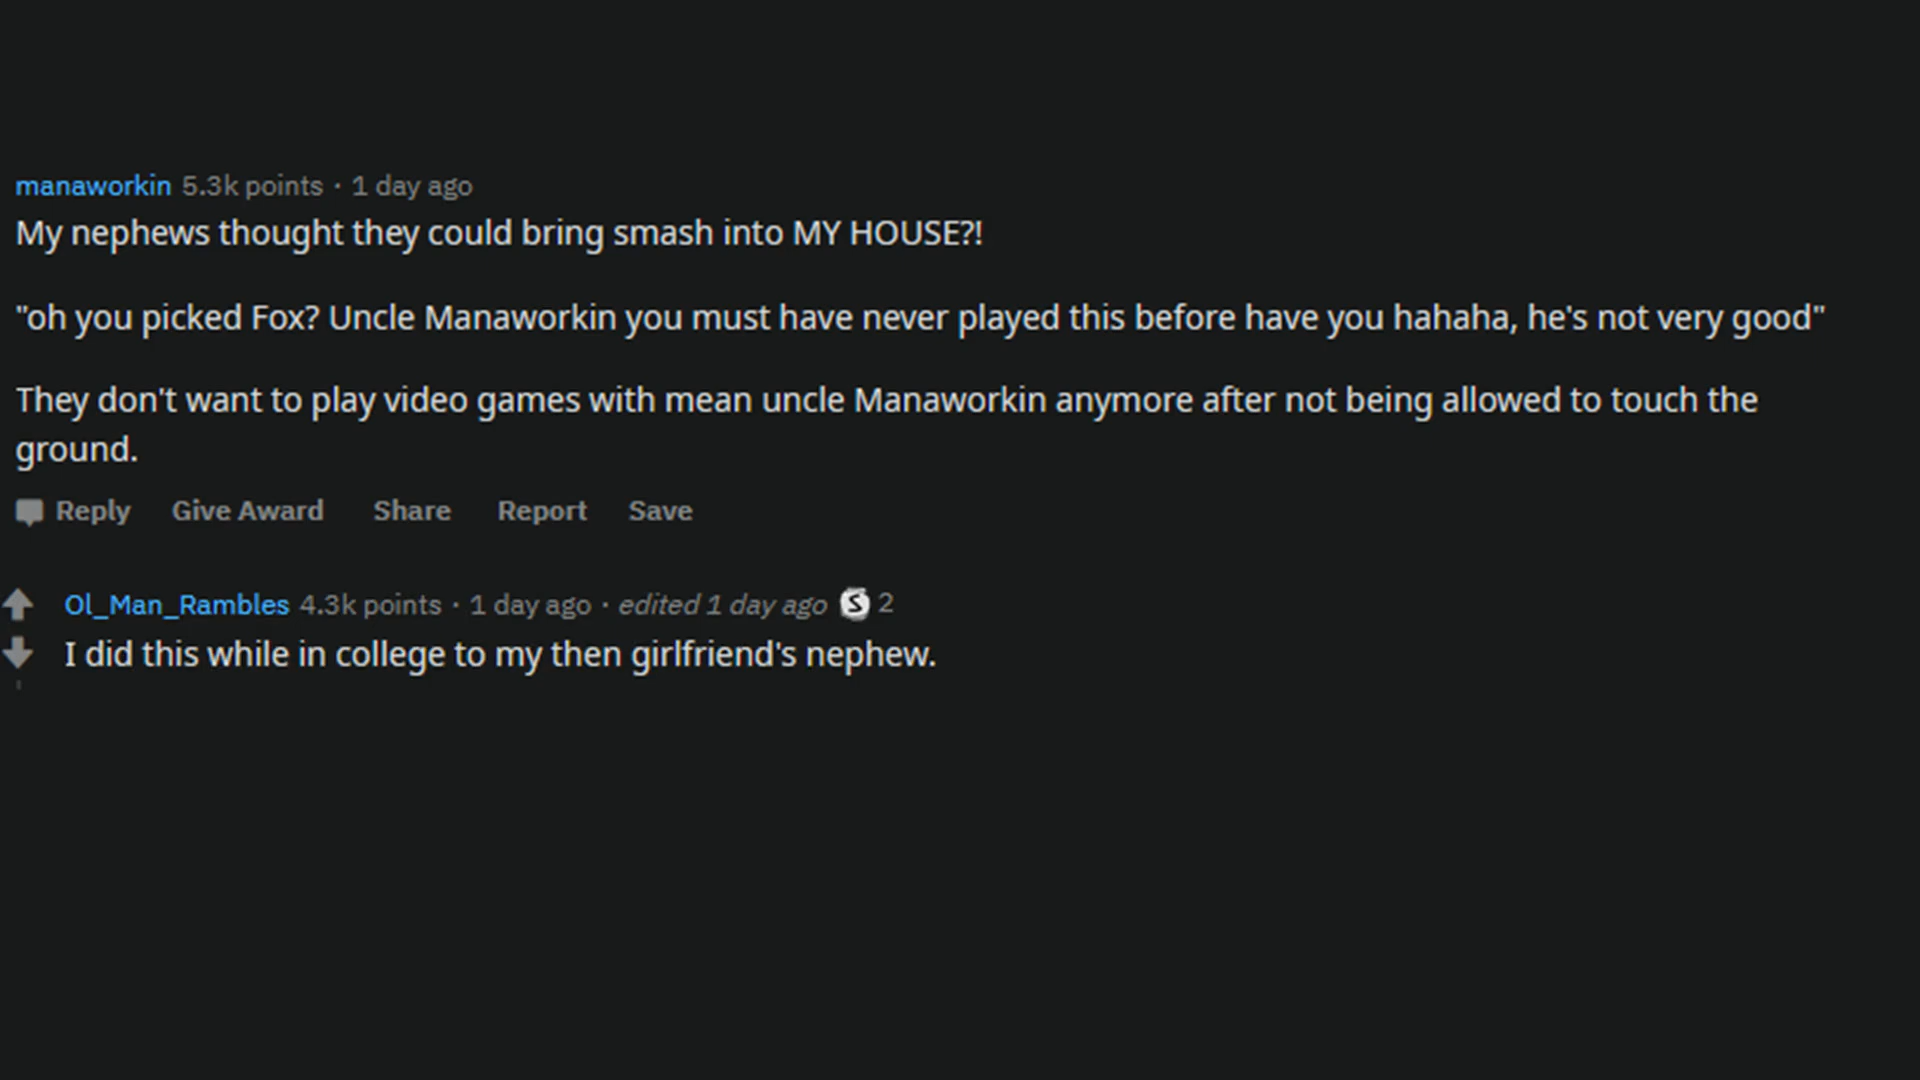 manaworkin 5.3k points · 1 day ago
My nephews thought they could bring smash into MY HOUSE?!
"oh you picked Fox? Uncle Manaworkin you must have never played this before have you hahaha, he's not very good"
They don't want to play video games with mean uncle Manaworkin anymore after not being allowed to touch the
ground.
Reply Give Award Share Report Save
Ol_Man_Rambles 4.3k points · 1 day ago · edited 1 day ago S 2
I did this while in college to my then girlfriend's nephew.